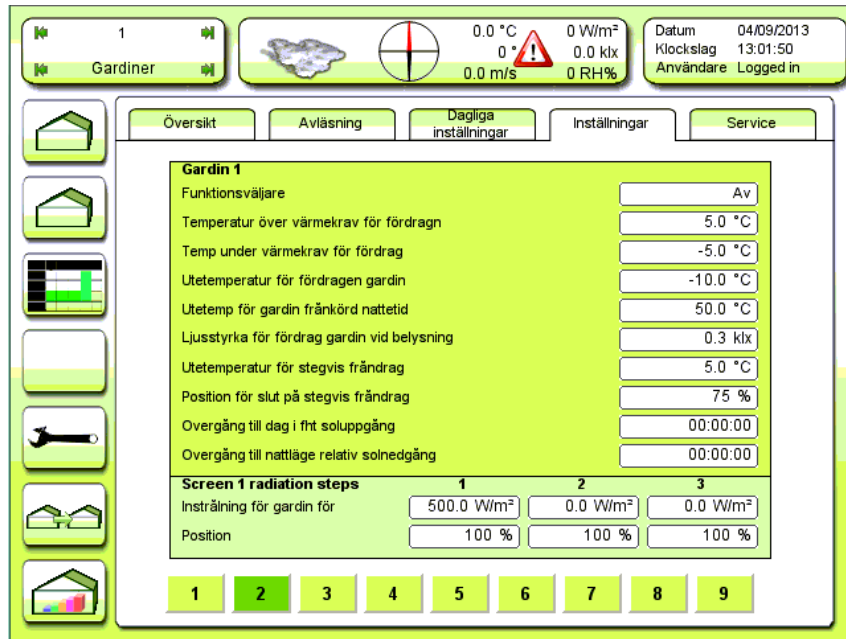 1
Gardiner
0.0 °C
0 °
0.0 m/s
0 W/m²
0.0 klx
0 RH%
Datum 04/09/2013
Klockslag 13:01:50
Användare Logged in
Översikt
Avläsning
Dagliga
inställningar
Inställningar
Service
Gardin 1
Funktionsväljare Av
Temperatur över värmekrav för fördragn 5.0 °C
Temp under värmekrav för fördrag -5.0 °C
Utetemperatur för fördragen gardin -10.0 °C
Utetemp för gardin frånkörd nattetid 50.0 °C
Ljusstyrka för fördrag gardin vid belysning 0.3 klx
Utetemperatur för stegvis fråndrag 5.0 °C
Position för slut på stegvis fråndrag 75 %
Overgång till dag i fht soluppgång 00:00:00
Overgång till nattläge relativ solnedgång 00:00:00
Screen 1 radiation steps 1 2 3
Instrålning för gardin för 500.0 W/m² 0.0 W/m² 0.0 W/m²
Position 100 % 100 % 100 %
1 2 3 4 5 6 7 8 9